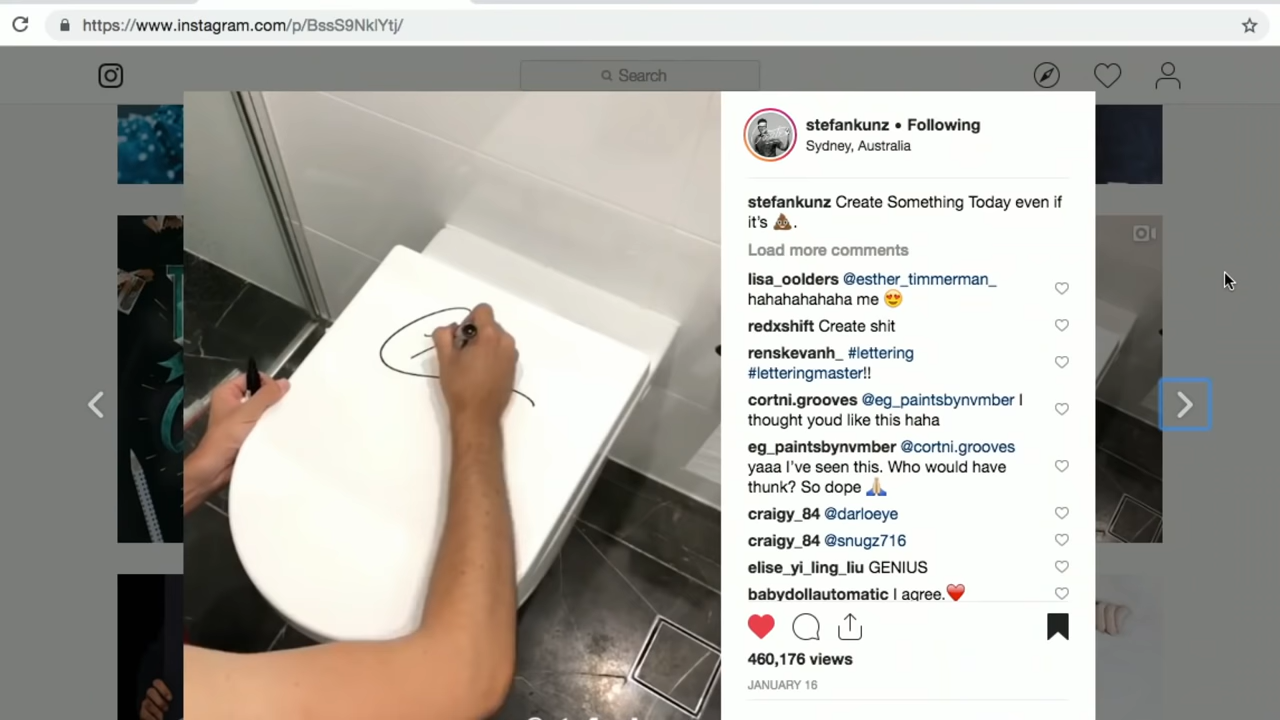 https://www.instagram.com/p/BssS9NklYtj/
Search
stefankunz • Following
Sydney, Australia
stefankunz Create Something Today even if
it's 💩.
Load more comments
lisa_oolders @esther_timmerman_
hahahahahaha me 😍
redxshift Create shit
renskevanh_ #lettering
#letteringmaster!!
cortni.grooves @eg_paintsbynvmber I
thought youd like this haha
eg_paintsbynvmber @cortni.grooves
yaaa I've seen this. Who would have
thunk? So dope 🙏🏼
craigy_84 @darloeye
craigy_84 @snugz716
elise_yi_ling_liu GENIUS
babydollautomatic I agree.❤️
460,176 views
JANUARY 16